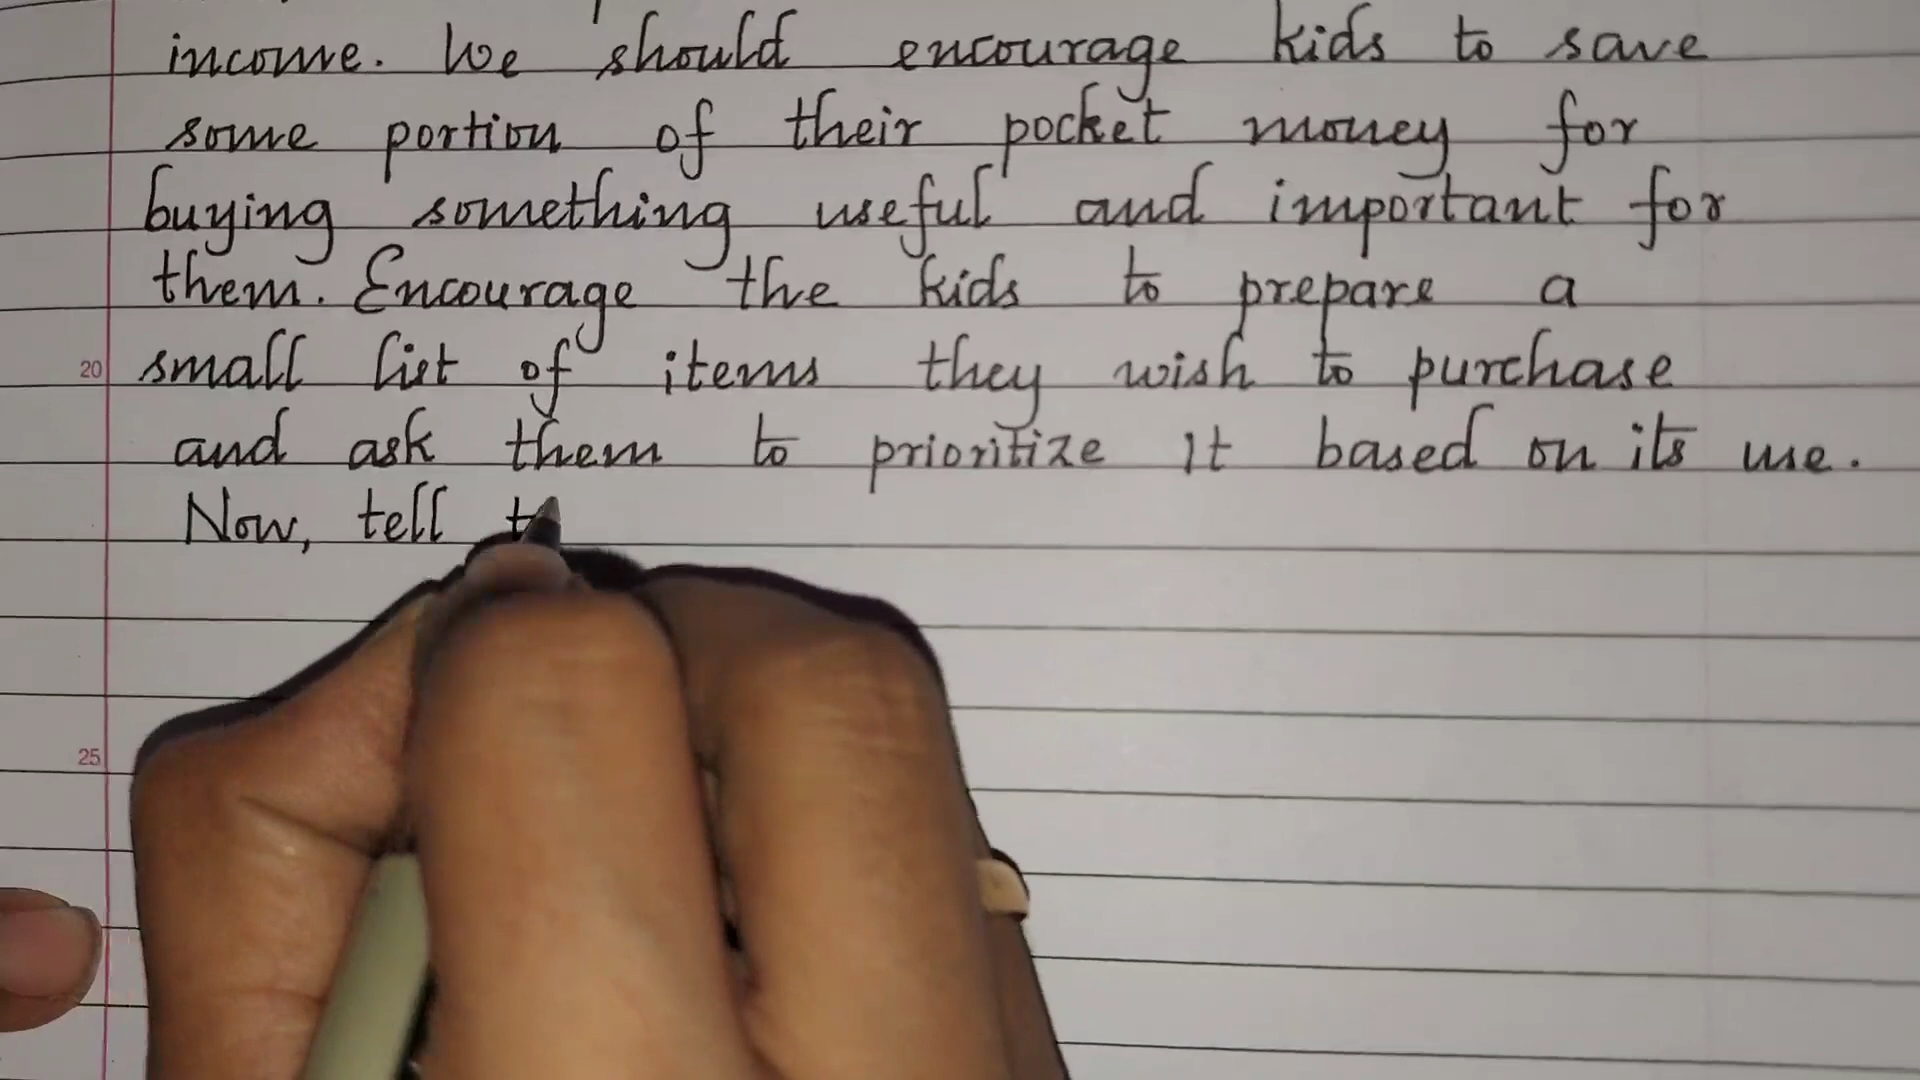 income. We should encourage kids to save
some portion of their pocket money for
buying something useful and important for
them. Encourage the kids to prepare a
20 small list of items they wish to purchase
and ask them to prioritize it based on its use.
Now, tell t
25